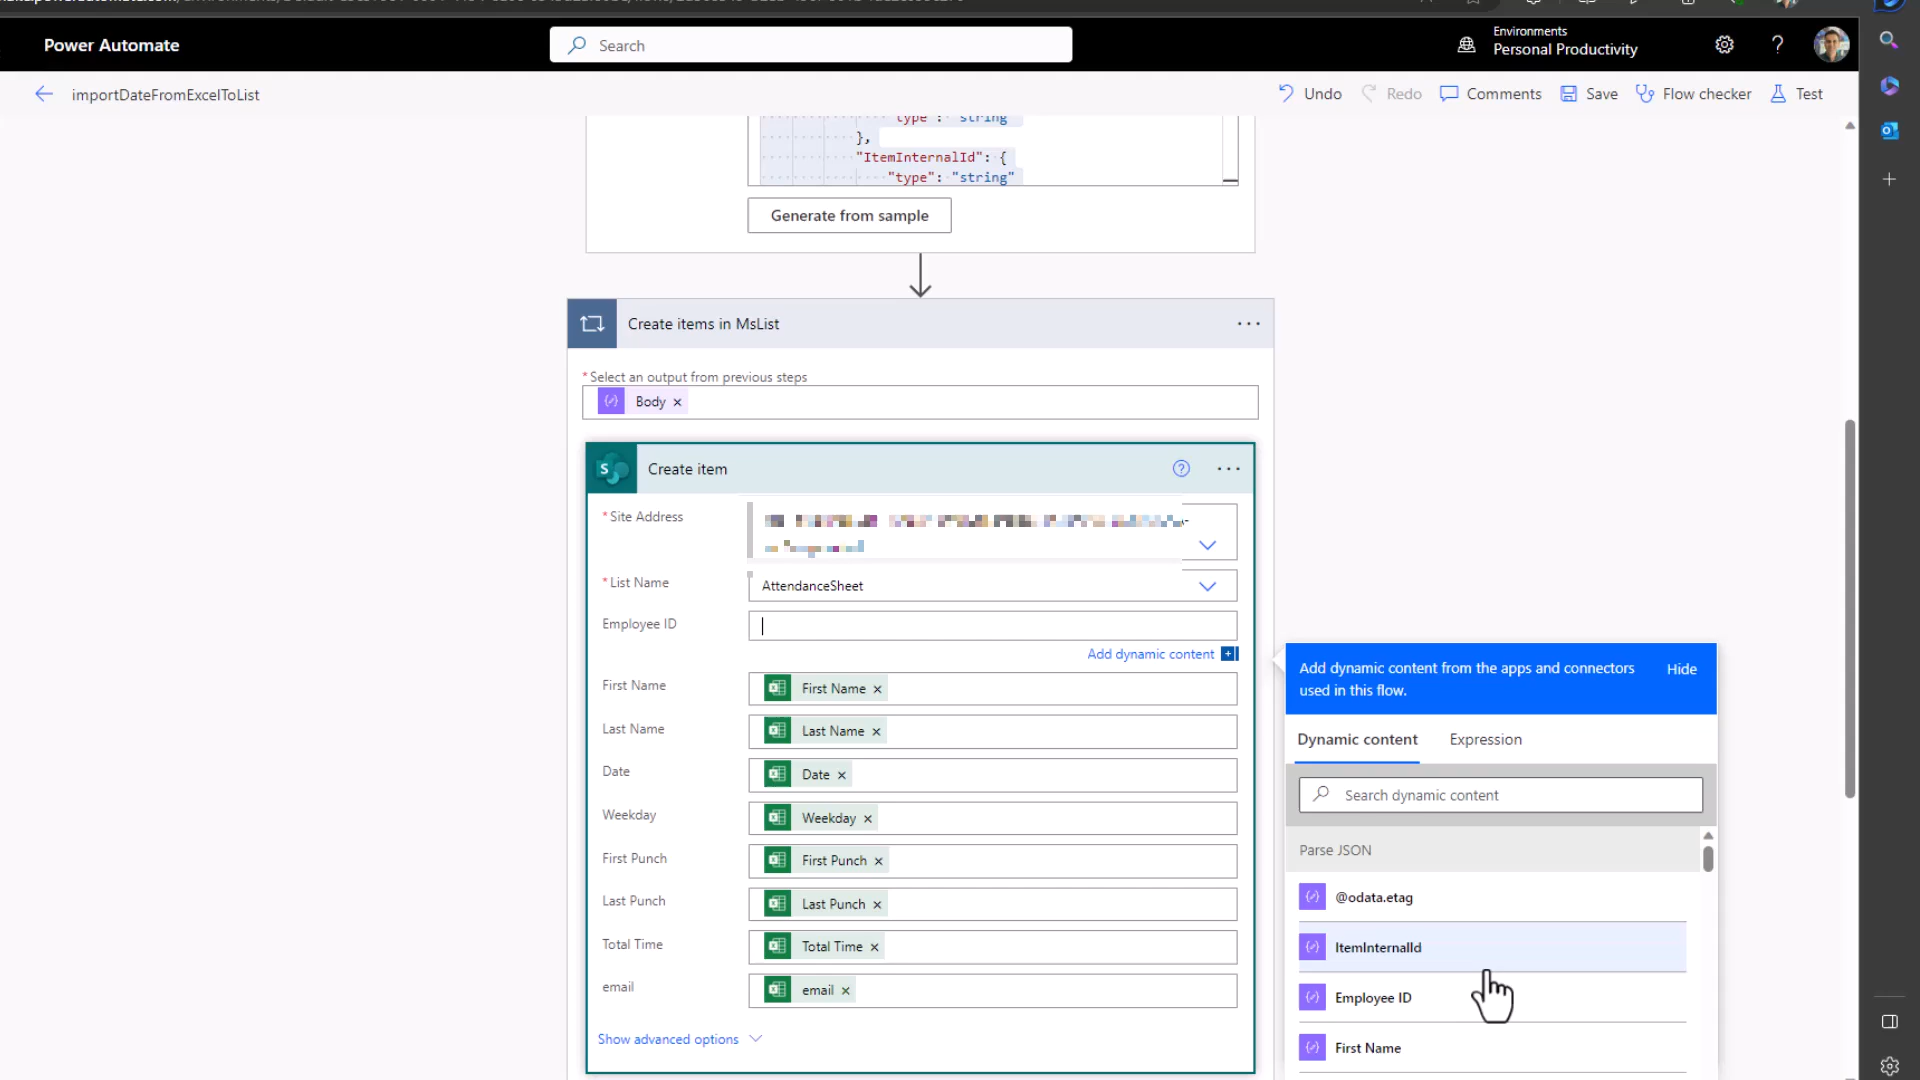 Power Automate
Search
Environments
Personal Productivity
importDateFromExcelToList
Undo
Redo
Comments
Save
Flow checker
Test
"type": "string"
},
"ItemInternalId": {
"type": "string"
Generate from sample
Create items in MsList
* Select an output from previous steps
Body ×
Create item
* Site Address
* List Name
AttendanceSheet
Employee ID
Add dynamic content
First Name
First Name ×
Last Name
Last Name ×
Date
Date ×
Weekday
Weekday ×
First Punch
First Punch ×
Last Punch
Last Punch ×
Total Time
Total Time ×
email
email ×
Show advanced options
Add dynamic content from the apps and connectors
used in this flow.
Hide
Dynamic content
Expression
Search dynamic content
Parse JSON
@odata.etag
ItemInternalId
Employee ID
First Name